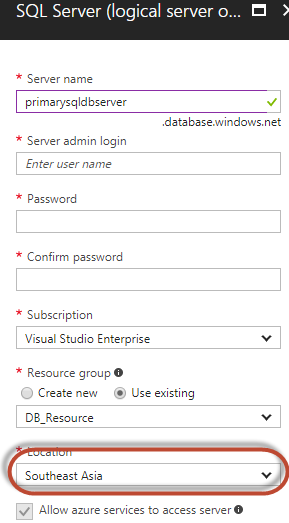 SQL Server (logical server o...
* Server name
primarysqldbserver
.database.windows.net
* Server admin login
Enter user name
* Password
* Confirm password
* Subscription
Visual Studio Enterprise
* Resource group
Create new Use existing
DB_Resource
* Location
Southeast Asia
Allow azure services to access server